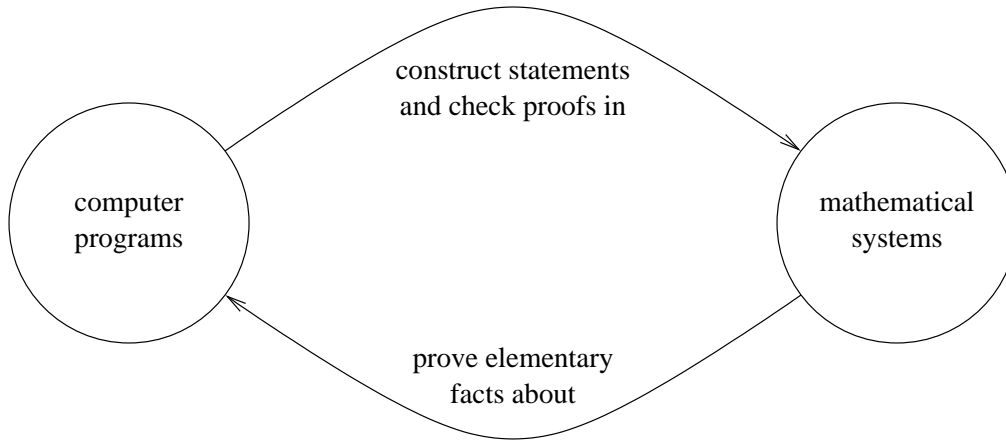 construct statements
and check proofs in
computer
programs
mathematical
systems
prove elementary
facts about